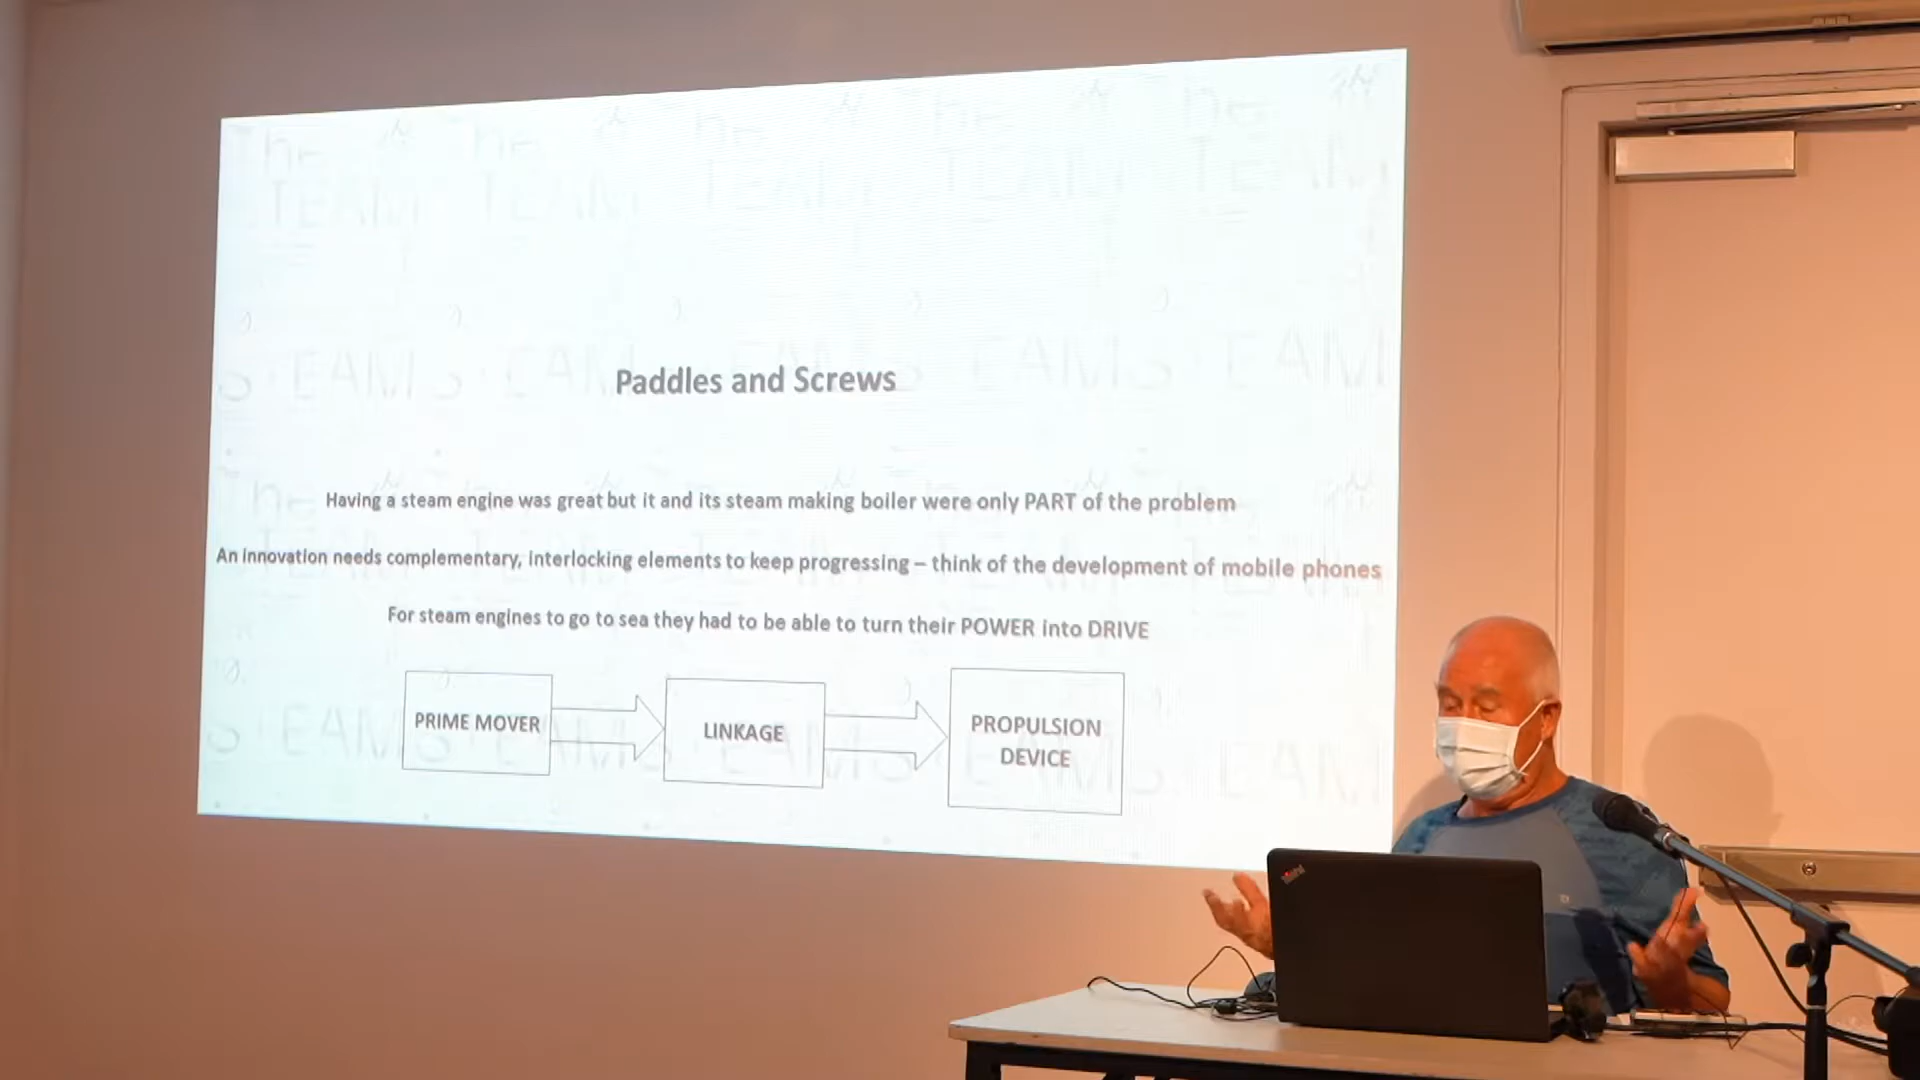 Paddles and Screws
Having a steam engine was great but it and its steam making boiler were only PART of the problem
An innovation needs complementary, interlocking elements to keep progressing – think of the development of mobile phones
For steam engines to go to sea they had to be able to turn their POWER into DRIVE
PRIME MOVER
LINKAGE
PROPULSION
DEVICE